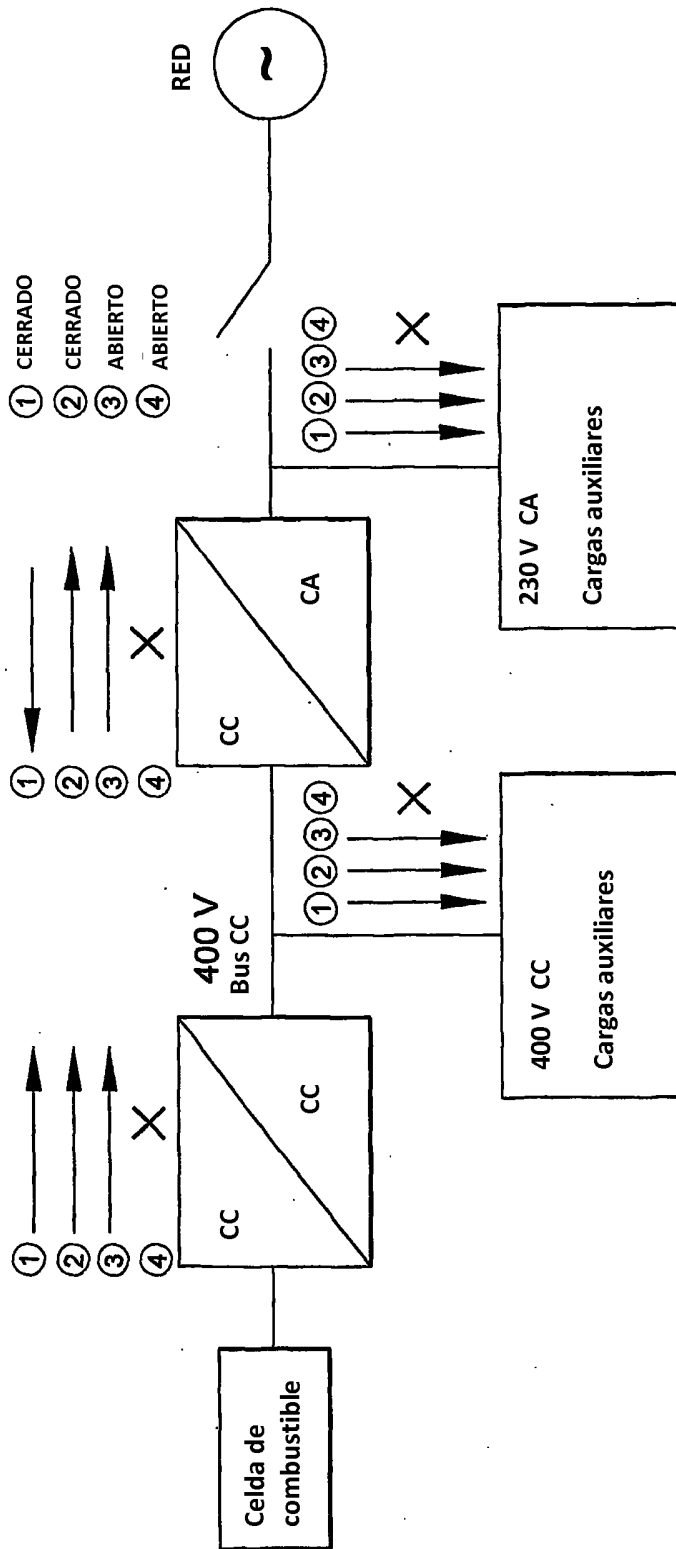 ① CERRADO
② CERRADO
③ ABIERTO
④ ABIERTO
RED
~
①
②
③
④
①
②
③
④
Celda de
combustible
CC
CC
400 V
Bus CC
CC
CA
①②③④
①②③④
400 V CC
Cargas auxiliares
230 V CA
Cargas auxiliares